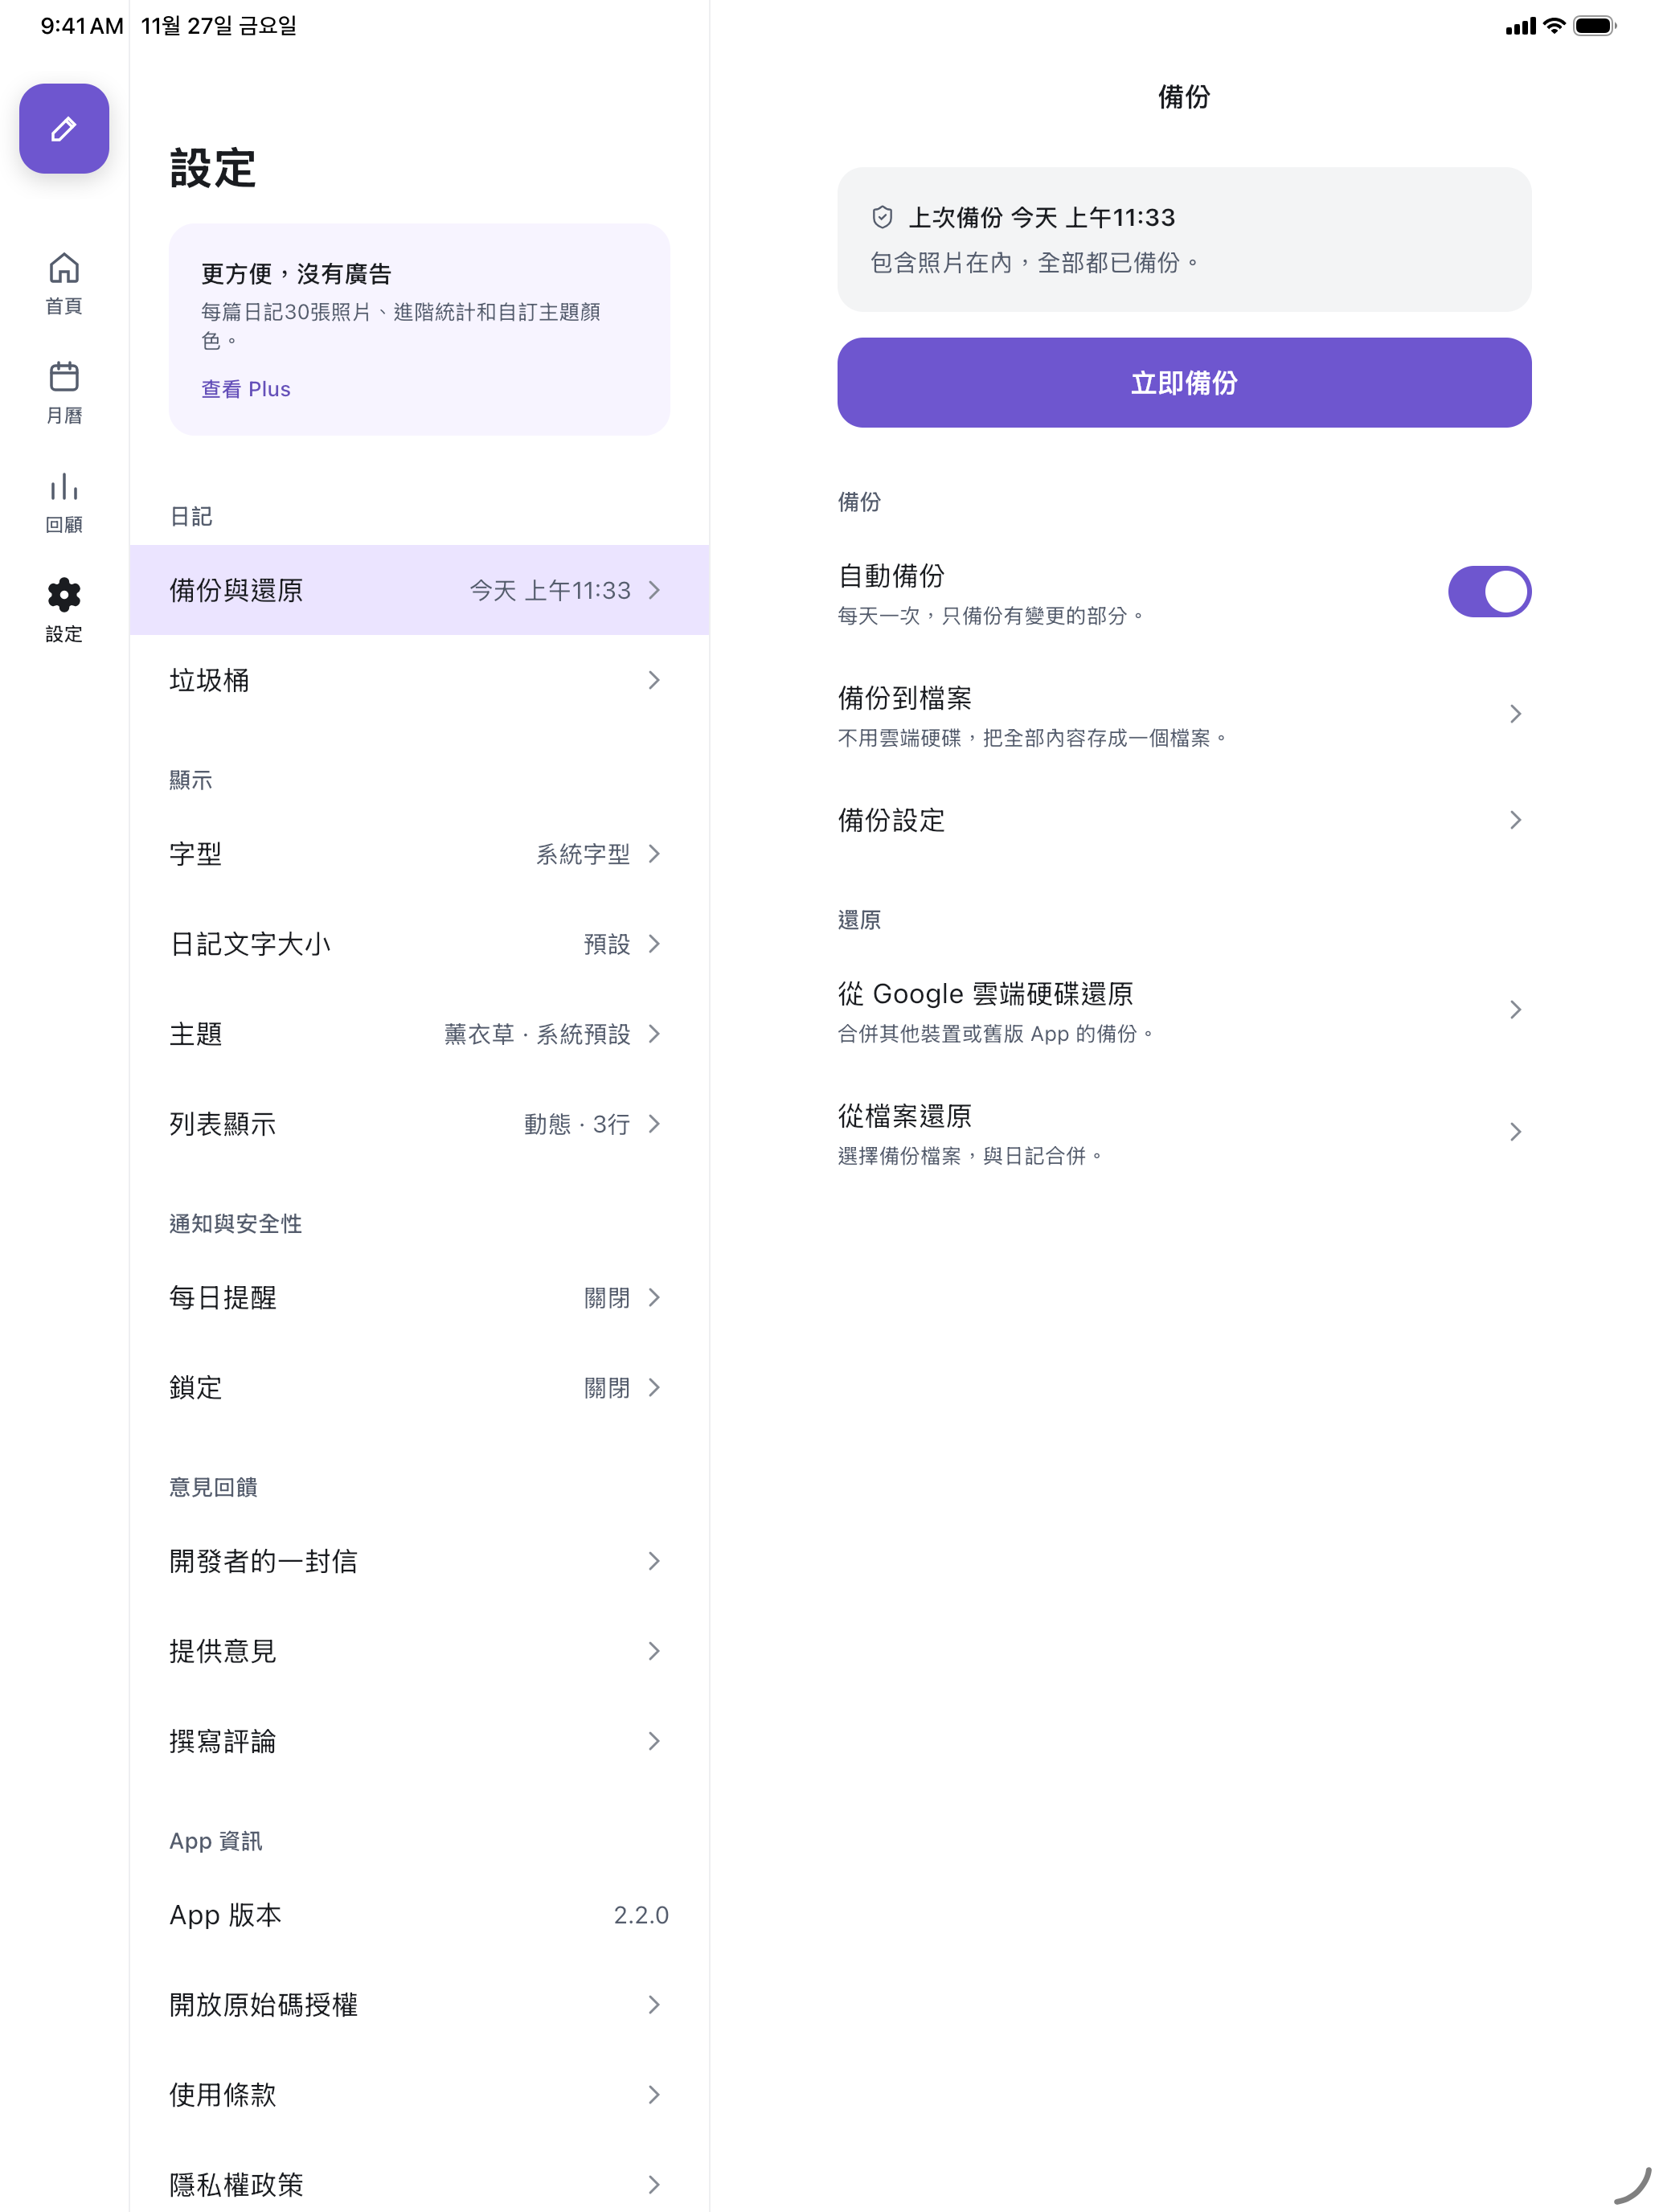 9:41 AM 11월 27일 금요일
首頁
月曆
回顧
設定
設定
更方便，沒有廣告
每篇日記30張照片、進階統計和自訂主題顏
色。
查看 Plus
日記
備份與還原 今天 上午11:33
垃圾桶
顯示
字型 系統字型
日記文字大小 預設
主題 薰衣草 · 系統預設
列表顯示 動態 · 3行
通知與安全性
每日提醒 關閉
鎖定 關閉
意見回饋
開發者的一封信
提供意見
撰寫評論
App 資訊
App 版本 2.2.0
開放原始碼授權
使用條款
隱私權政策
備份
上次備份 今天 上午11:33
包含照片在內，全部都已備份。
立即備份
備份
自動備份
每天一次，只備份有變更的部分。
備份到檔案
不用雲端硬碟，把全部內容存成一個檔案。
備份設定
還原
從 Google 雲端硬碟還原
合併其他裝置或舊版 App 的備份。
從檔案還原
選擇備份檔案，與日記合併。